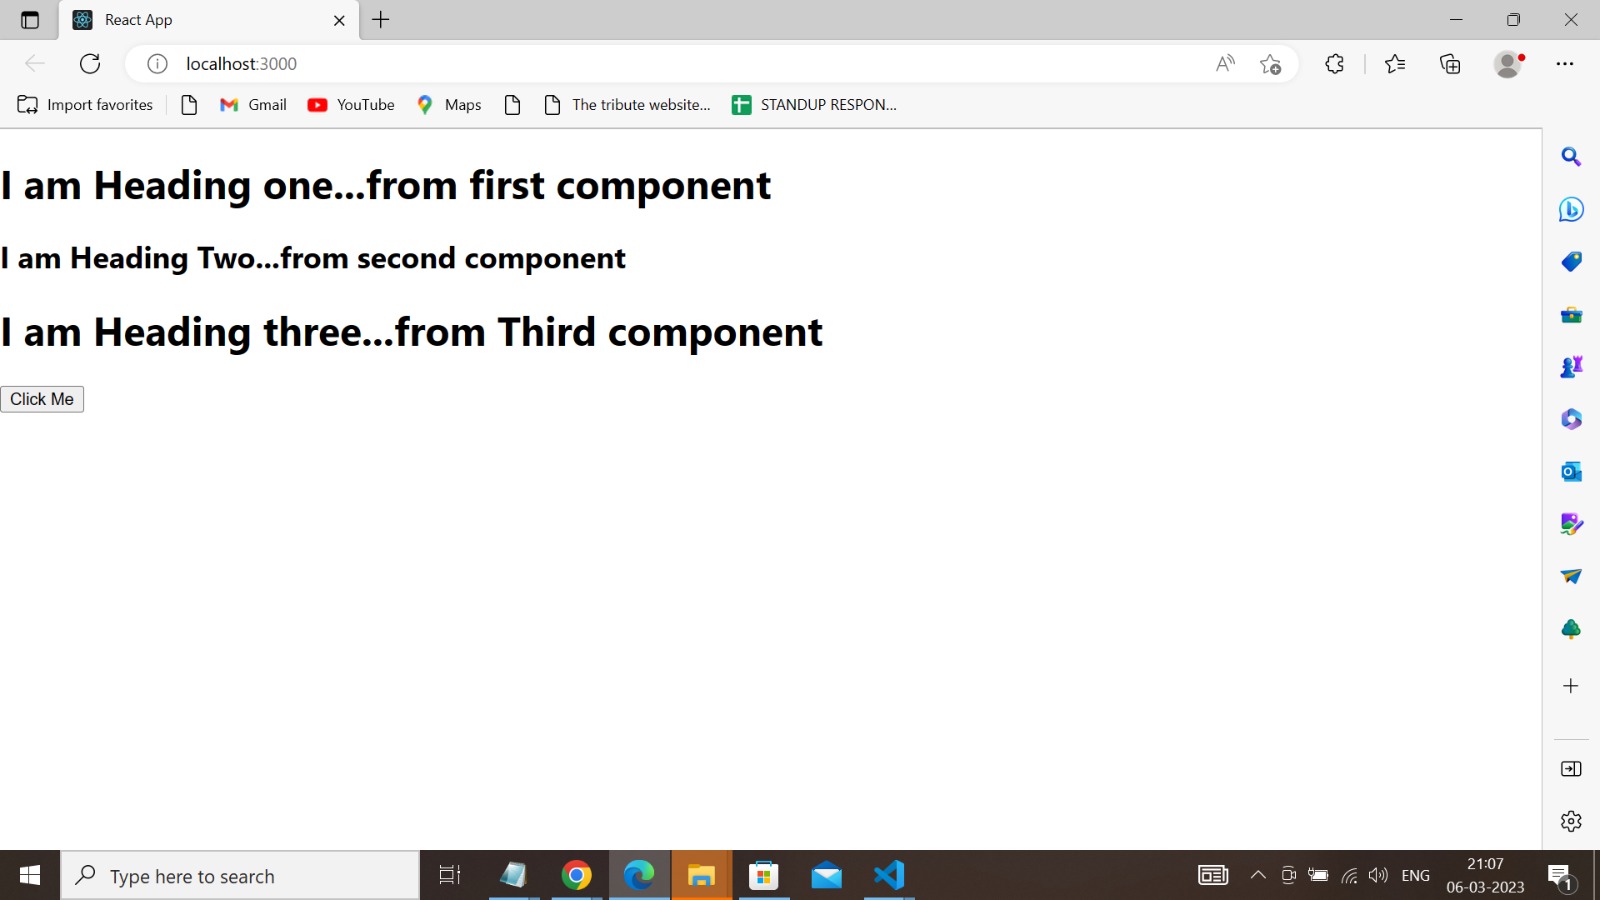 React App
localhost:3000
Import favorites
Gmail
YouTube
Maps
The tribute website...
STANDUP RESPON...
I am Heading one...from first component
I am Heading Two...from second component
I am Heading three...from Third component
Click Me
Type here to search
ENG
21:07
06-03-2023
1